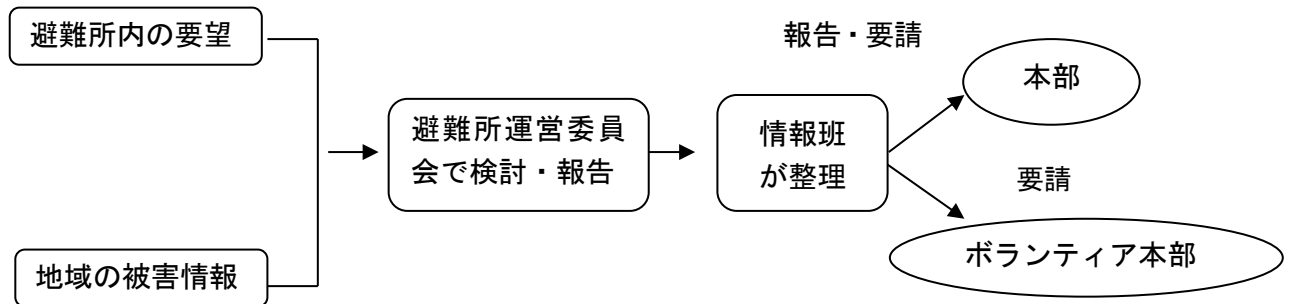 避難所内の要望
報告・要請
本部
避難所運営委員
会で検討・報告
情報班
が整理
要請
ボランティア本部
地域の被害情報